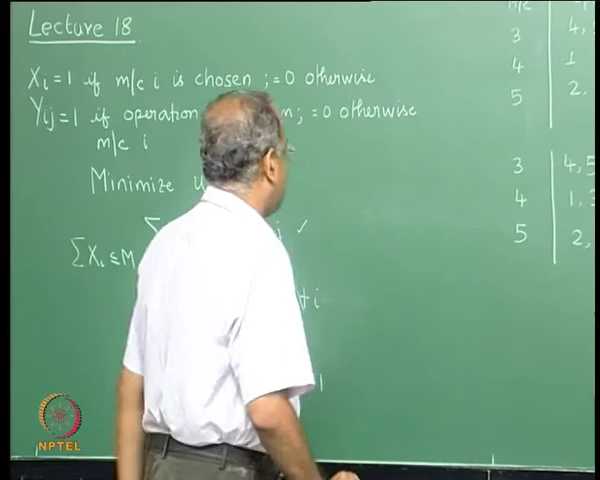 Lecture 18
Xi = 1 if m/c i is chosen ; = 0 otherwise
Yij = 1 if operation ; = 0 otherwise
m/c i
Minimize
∑Xi ≤ M
∀ i
M/C
3 4,
4 1
5 2,
3 4, 5
4 1, 3
5 2,
NPTEL